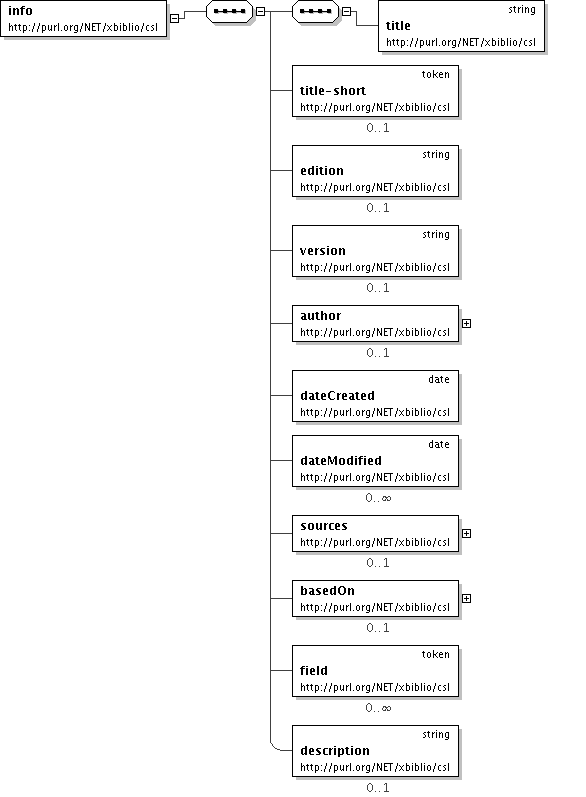 info
http://purl.org/NET/xbiblio/csl
string
title
http://purl.org/NET/xbiblio/csl
token
title-short
http://purl.org/NET/xbiblio/csl
0..1
string
edition
http://purl.org/NET/xbiblio/csl
0..1
string
version
http://purl.org/NET/xbiblio/csl
0..1
author
http://purl.org/NET/xbiblio/csl
0..1
date
dateCreated
http://purl.org/NET/xbiblio/csl
date
dateModified
http://purl.org/NET/xbiblio/csl
0..∞
sources
http://purl.org/NET/xbiblio/csl
0..1
basedOn
http://purl.org/NET/xbiblio/csl
0..1
token
field
http://purl.org/NET/xbiblio/csl
0..∞
string
description
http://purl.org/NET/xbiblio/csl
0..1